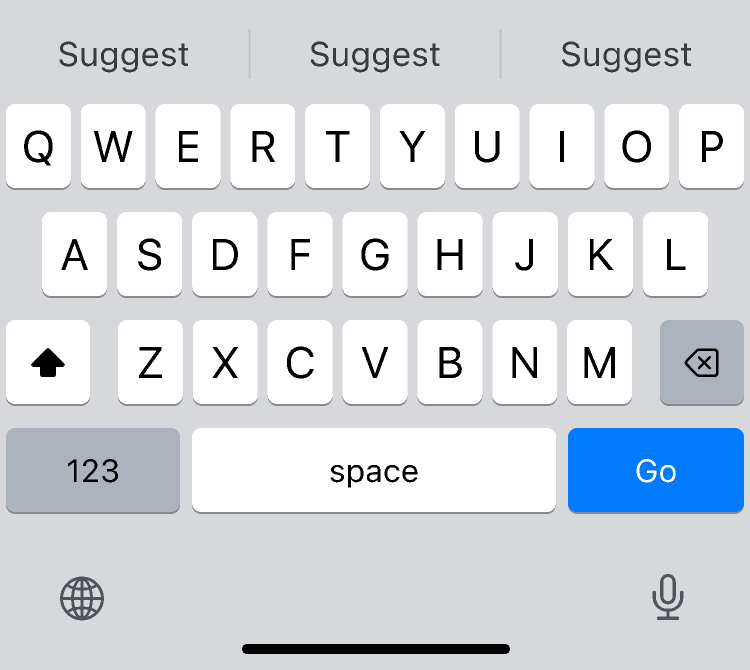 Suggest Suggest Suggest
Q W E R T Y U I O P
A S D F G H J K L
Z X C V B N M
123 space Go